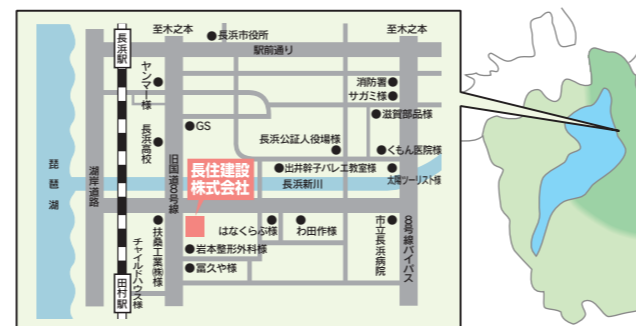 至木之本
至木之本
長浜市役所
駅前通り
長浜駅
ヤンマー様
消防署
サガミ様
滋賀部品様
GS
長浜高校
長浜公証人役場様
くもん医院様
琵琶湖
湖岸道路
旧国道8号線
長住建設
株式会社
出井幹子バレエ教室様
太陽ツーリスト様
長浜新川
扶桑工業㈱様
チャイルドハウス様
はなくらぶ様
わ田作様
市立長浜病院
8号線バイパス
岩本整形外科様
冨久や様
田村駅